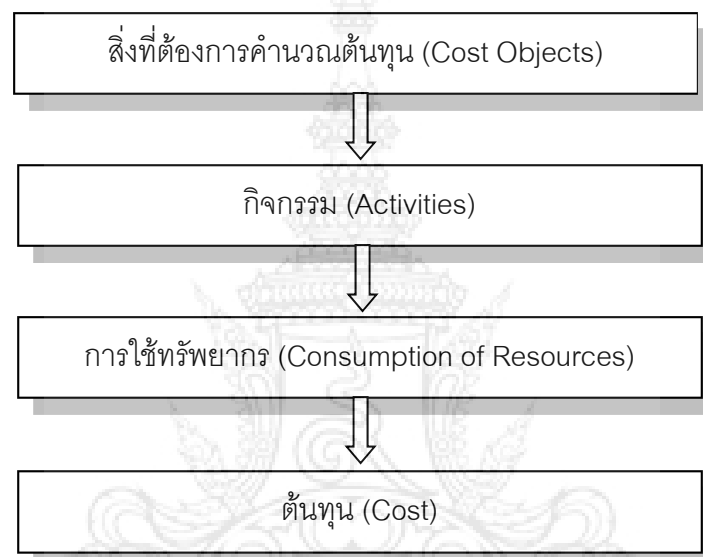 สิ่งที่ต้องการคำนวณต้นทุน (Cost Objects)
กิจกรรม (Activities)
การใช้ทรัพยากร (Consumption of Resources)
ต้นทุน (Cost)